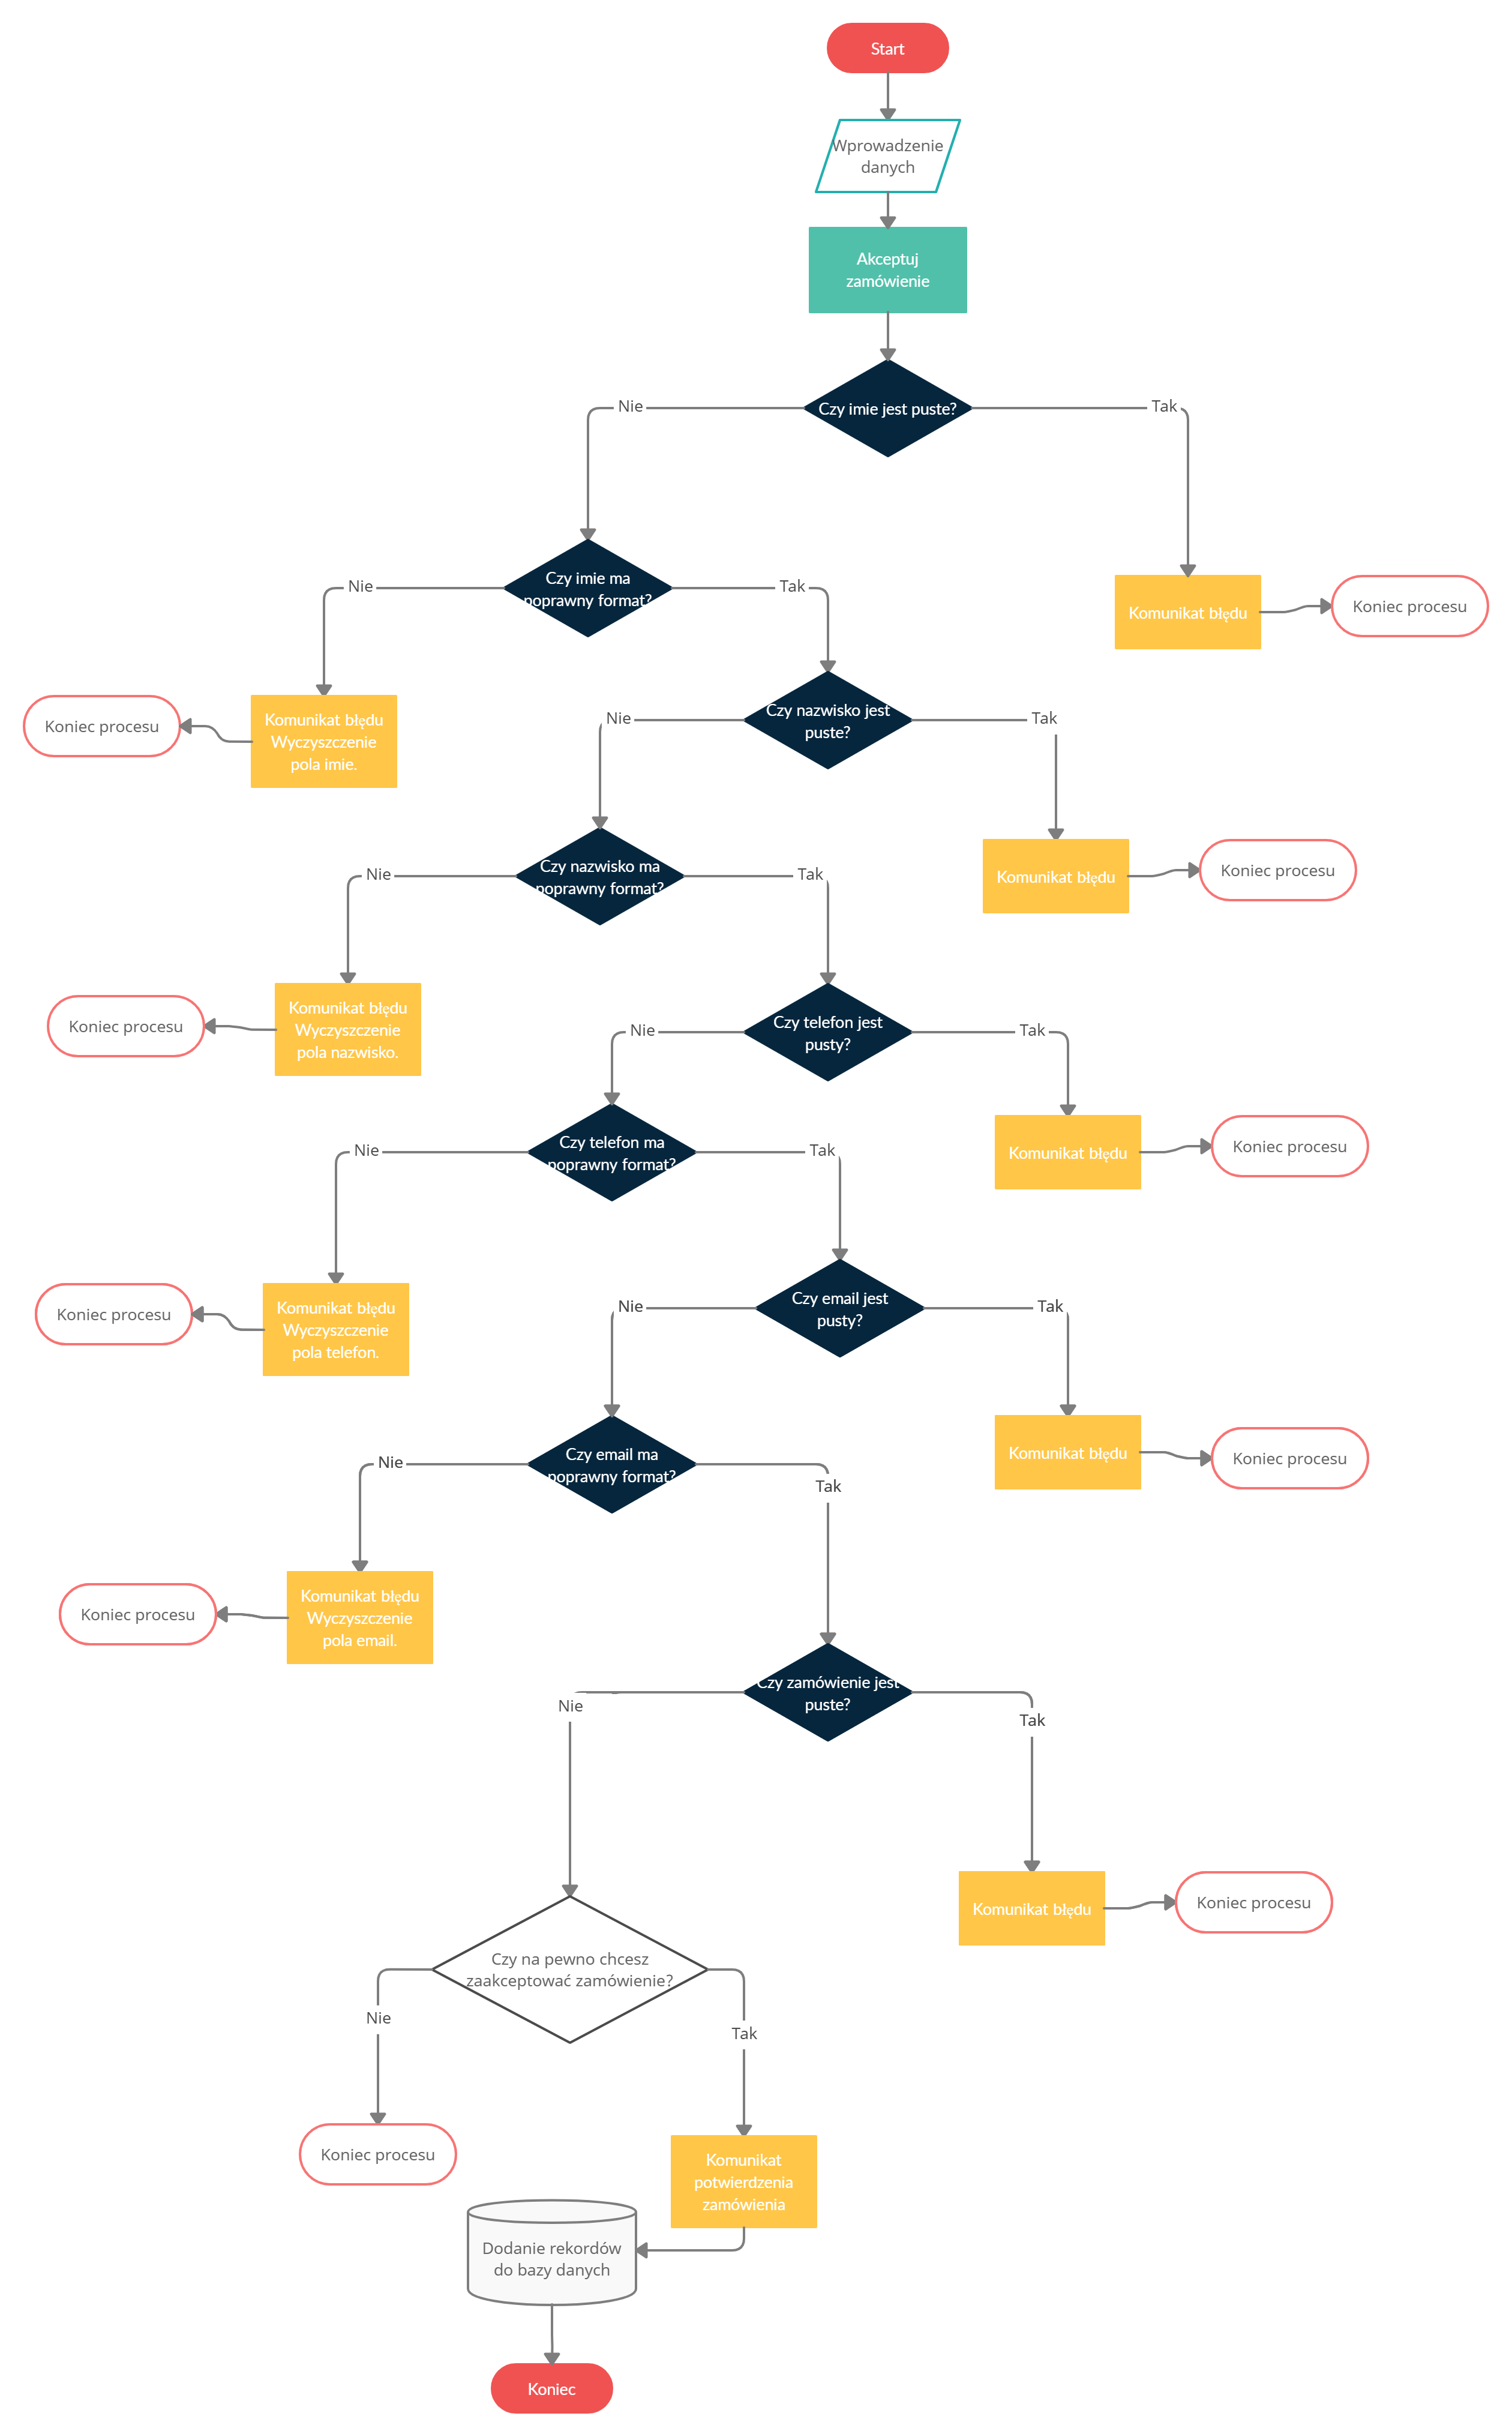 Start
Wprowadzenie
danych
Akceptuj
zamówienie
Czy imie jest puste?
Nie
Tak
Czy imie ma
poprawny format?
Nie
Tak
Komunikat błędu
Koniec procesu
Czy nazwisko jest
puste?
Nie
Tak
Koniec procesu
Komunikat błędu
Wyczyszczenie
pola imie.
Czy nazwisko ma
poprawny format?
Nie
Tak
Komunikat błędu
Koniec procesu
Koniec procesu
Komunikat błędu
Wyczyszczenie
pola nazwisko.
Czy telefon jest
pusty?
Nie
Tak
Czy telefon ma
poprawny format?
Nie
Tak
Komunikat błędu
Koniec procesu
Koniec procesu
Komunikat błędu
Wyczyszczenie
pola telefon.
Czy email jest
pusty?
Nie
Tak
Czy email ma
poprawny format?
Nie
Tak
Komunikat błędu
Koniec procesu
Koniec procesu
Komunikat błędu
Wyczyszczenie
pola email.
Czy zamówienie jest
puste?
Nie
Tak
Komunikat błędu
Koniec procesu
Czy na pewno chcesz
zaakceptować zamówienie?
Nie
Tak
Koniec procesu
Komunikat
potwierdzenia
zamówienia
Dodanie rekordów
do bazy danych
Koniec